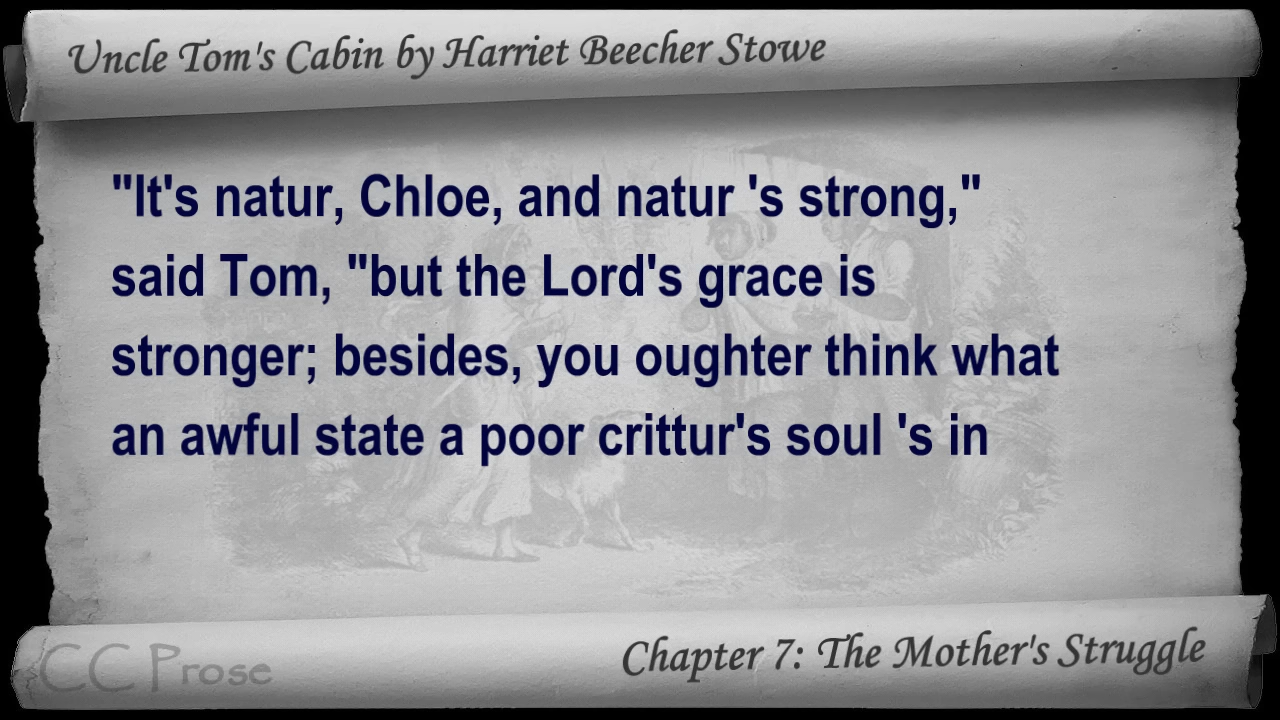 Uncle Tom's Cabin by Harriet Beecher Stowe
"It's natur, Chloe, and natur 's strong,"
said Tom, "but the Lord's grace is
stronger; besides, you oughter think what
an awful state a poor crittur's soul 's in
CC Prose
Chapter 7: The Mother's Struggle